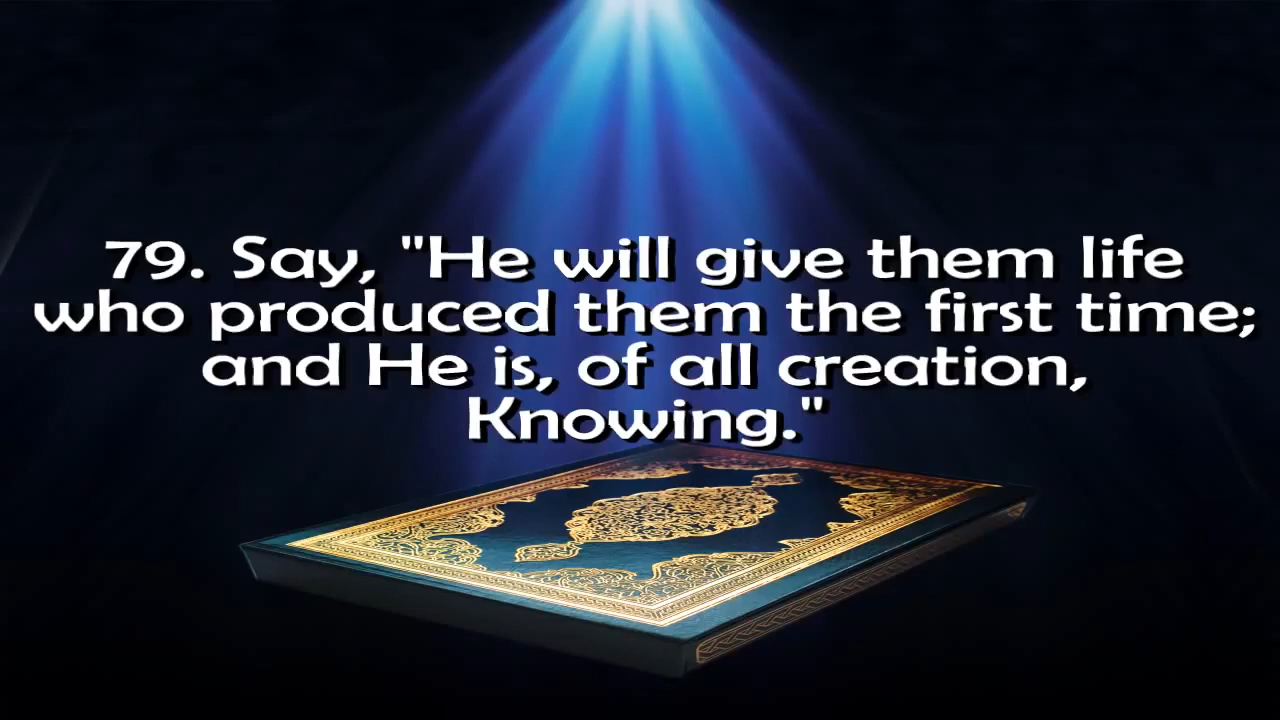 79. Say, "He will give them life
who produced them the first time;
and He is, of all creation,
Knowing."